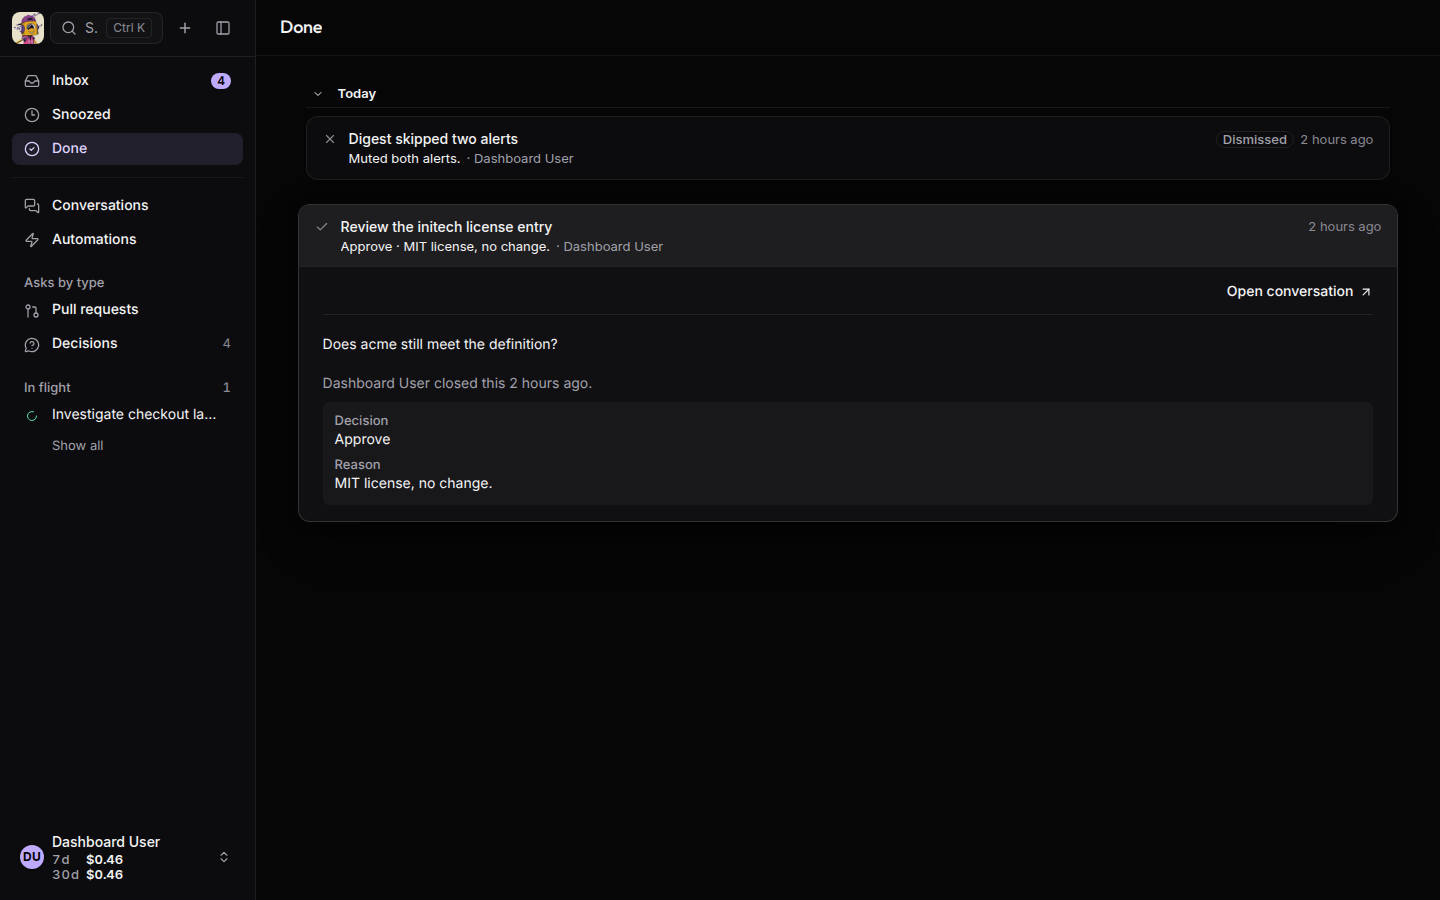 S.
Ctrl K
Inbox
4
Snoozed
Done
Conversations
Automations
Asks by type
Pull requests
Decisions
4
In flight
1
Investigate checkout la...
Show all
Dashboard User
DU
7d $0.46
30d $0.46
Done
Today
Digest skipped two alerts
Dismissed 2 hours ago
Muted both alerts. · Dashboard User
Review the initech license entry
2 hours ago
Approve · MIT license, no change. · Dashboard User
Open conversation
Does acme still meet the definition?
Dashboard User closed this 2 hours ago.
Decision
Approve
Reason
MIT license, no change.